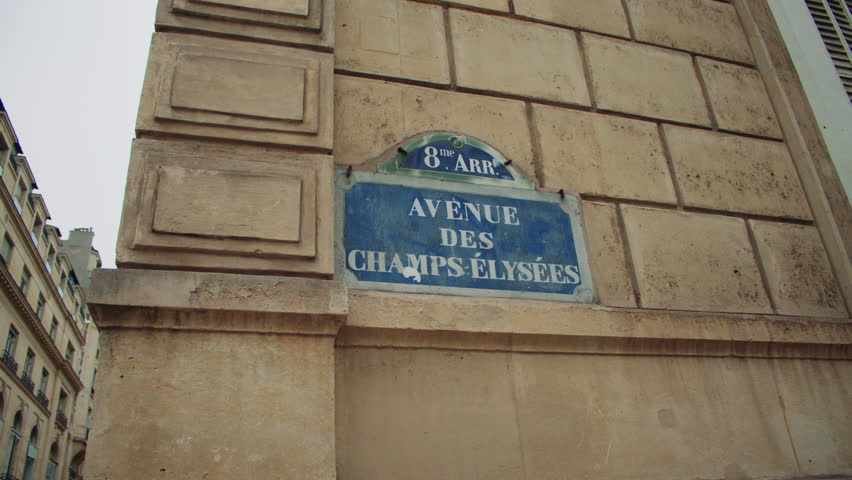 8me. ARR.
AVENUE
DES
CHAMPS-ÉLYSÉES